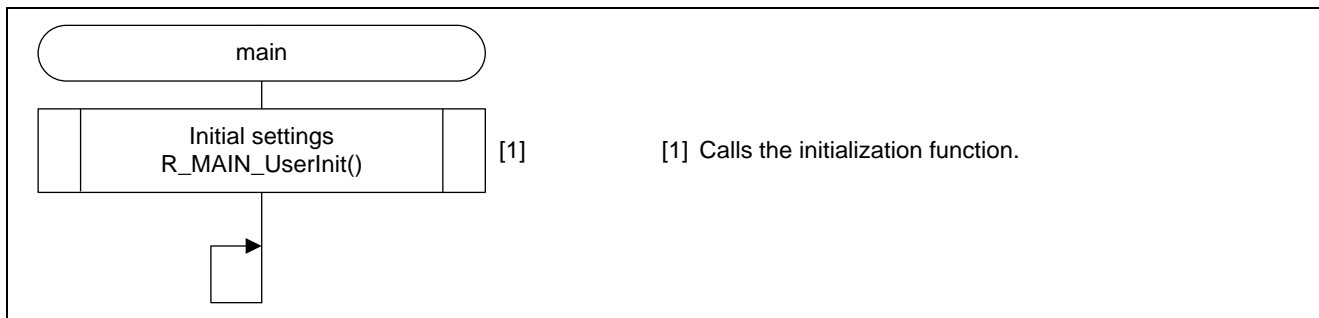 main
Initial settings
R_MAIN_UserInit()
[1]
[1] Calls the initialization function.